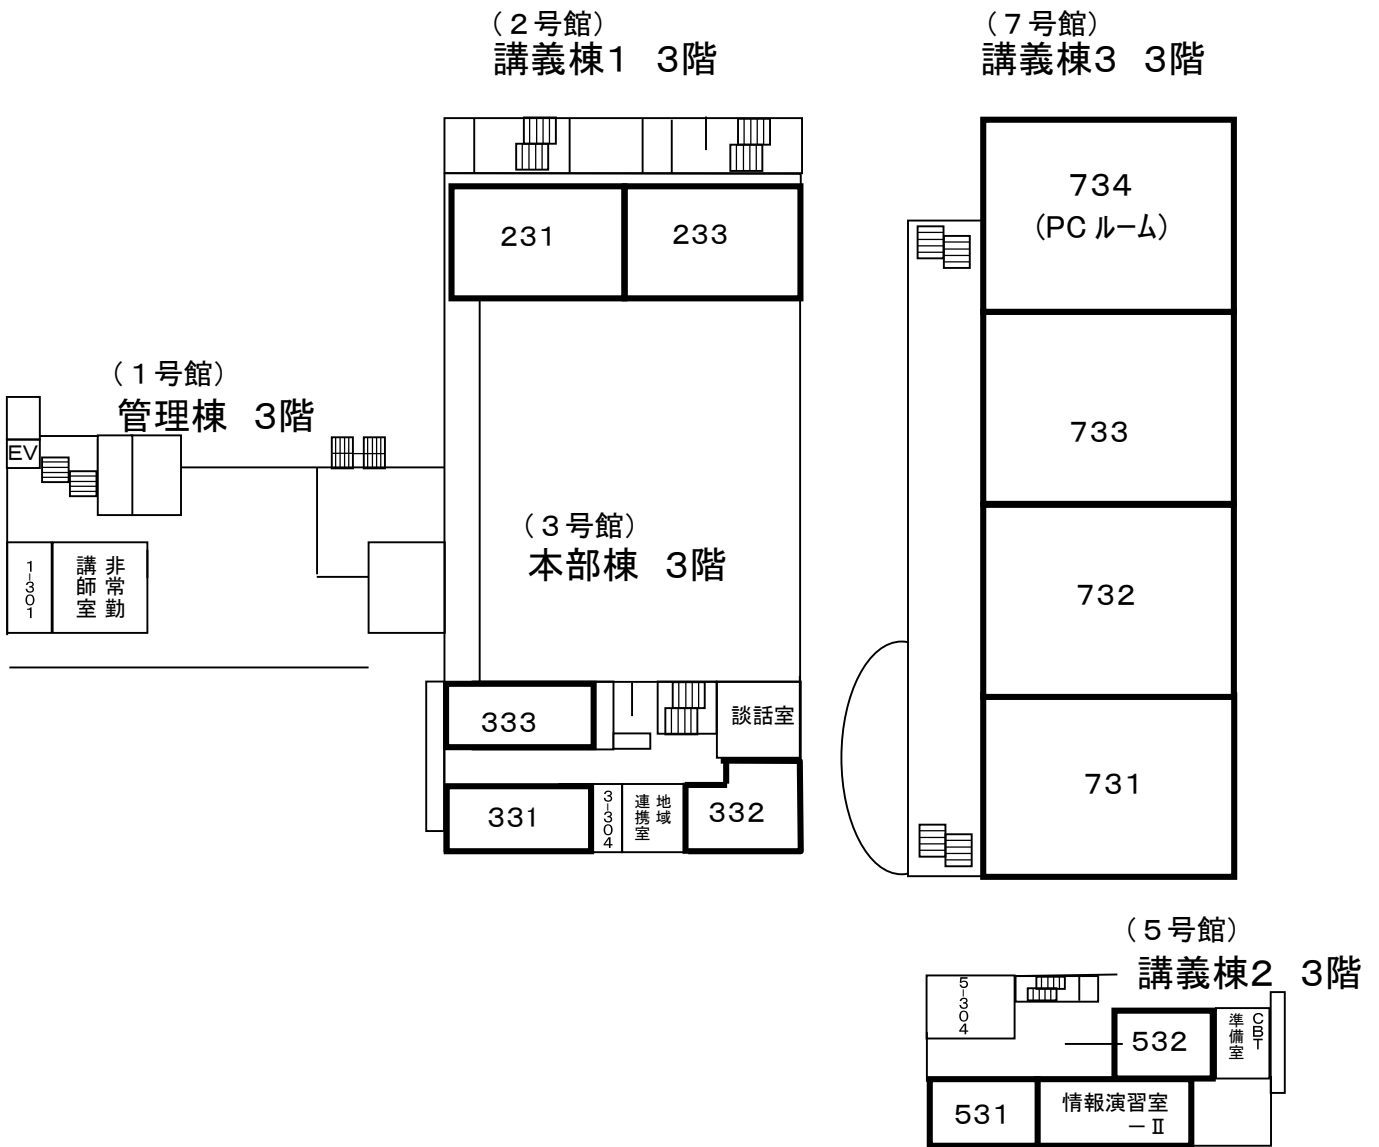 （２号館）
講義棟１ ３階
（７号館）
講義棟３ ３階
231
233
734
（PC ルーム）
733
732
731
（１号館）
管理棟 ３階
EV
1-301
非常勤
講師室
（３号館）
本部棟 ３階
333
談話室
331
3-304
地域
連携室
332
（５号館）
講義棟２ ３階
5-304
532
CBT
準備室
531
情報演習室
－Ⅱ